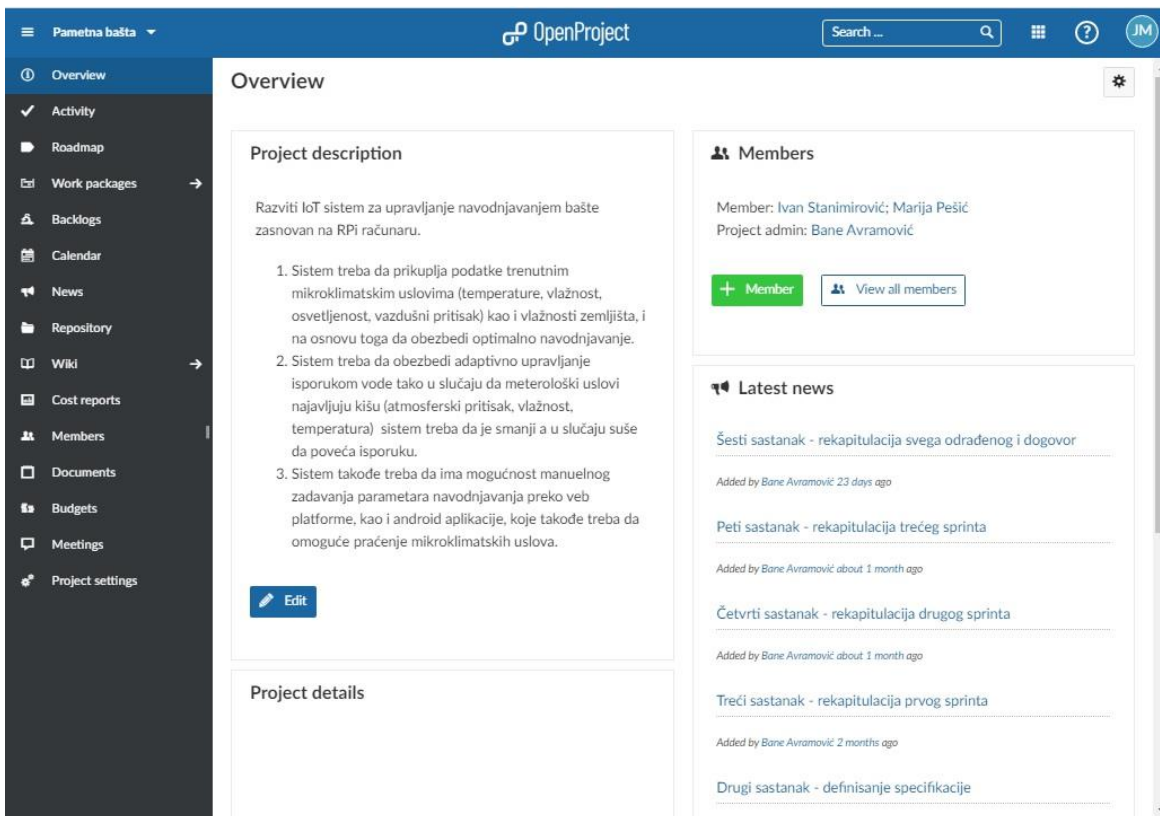 Pametna bašta
OpenProject
Search ...
?
JM
Overview
Activity
Roadmap
Work packages
Backlogs
Calendar
News
Repository
Wiki
Cost reports
Members
Documents
Budgets
Meetings
Project settings
Overview
Project description
Razviti IoT sistem za upravljanje navodnjavanjem bašte
zasnovan na RPi računaru.
1. Sistem treba da prikuplja podatke trenutnim
mikroklimatskim uslovima (temperature, vlažnost,
osvetljenost, vazdušni pritisak) kao i vlažnosti zemljišta, i
na osnovu toga da obezbedi optimalno navodnjavanje.
2. Sistem treba da obezbedi adaptivno upravljanje
isporukom vode tako u slučaju da meterološki uslovi
najavljuju kišu (atmosferski pritisak, vlažnost,
temperatura) sistem treba da je smanji a u slučaju suše
da poveća isporuku.
3. Sistem takođe treba da ima mogućnost manuelnog
zadavanja parametara navodnjavanja preko veb
platforme, kao i android aplikacije, koje takođe treba da
omoguće praćenje mikroklimatskih uslova.
Edit
Project details
Members
Member: Ivan Stanimirović; Marija Pešić
Project admin: Bane Avramović
+ Member
View all members
Latest news
Šesti sastanak - rekapitulacija svega odrađenog i dogovor
Added by Bane Avramović 23 days ago
Peti sastanak - rekapitulacija trećeg sprinta
Added by Bane Avramović about 1 month ago
Četvrti sastanak - rekapitulacija drugog sprinta
Added by Bane Avramović about 1 month ago
Treći sastanak - rekapitulacija prvog sprinta
Added by Bane Avramović 2 months ago
Drugi sastanak - definisanje specifikacije